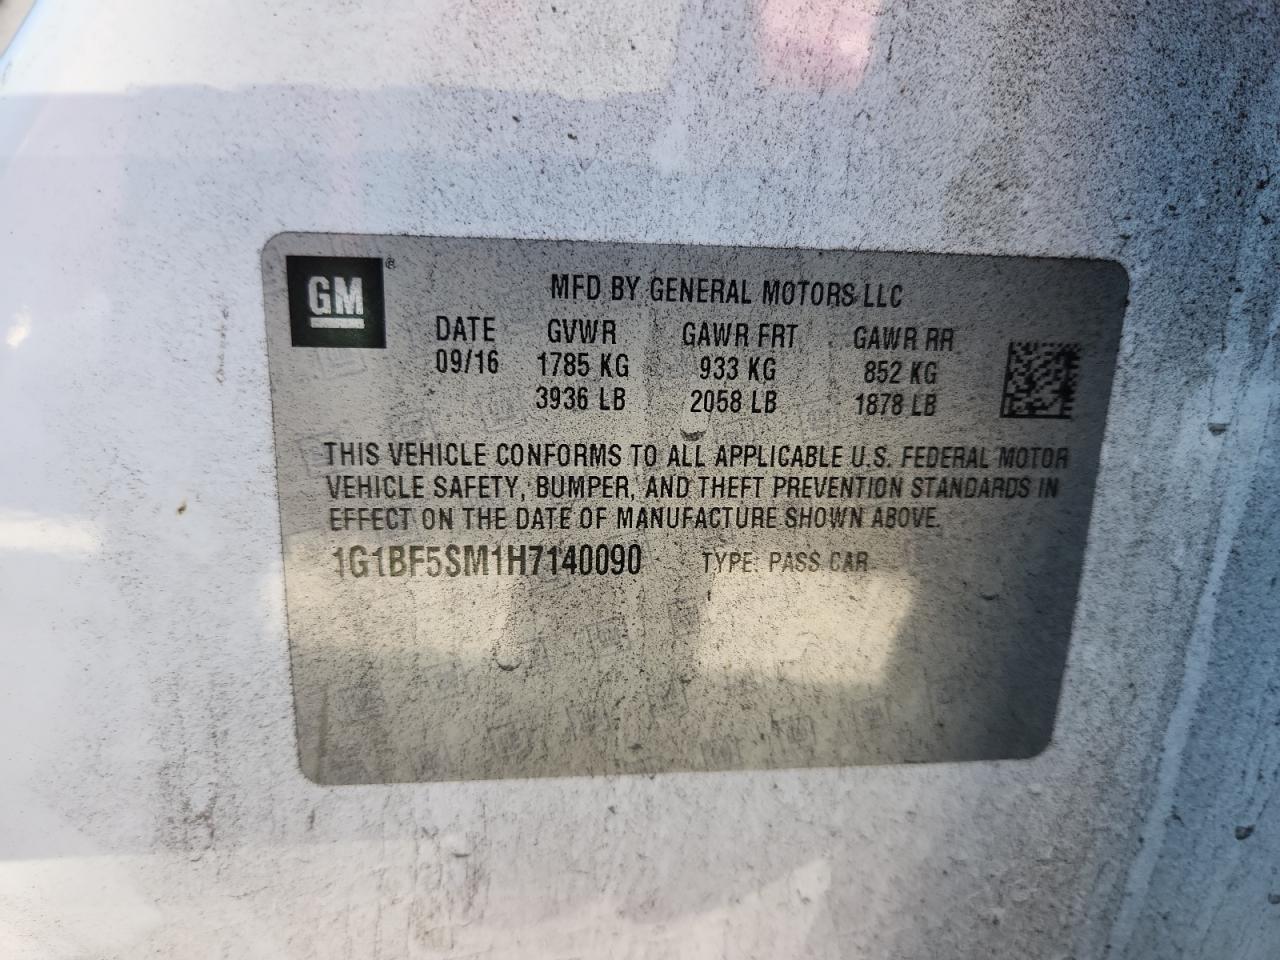 GM®
MFD BY GENERAL MOTORS LLC
DATE GVWR GAWR FRT GAWR RR
09/16 1785 KG 933 KG 852 KG
3936 LB 2058 LB 1878 LB
THIS VEHICLE CONFORMS TO ALL APPLICABLE U.S. FEDERAL MOTOR
VEHICLE SAFETY, BUMPER, AND THEFT PREVENTION STANDARDS IN
EFFECT ON THE DATE OF MANUFACTURE SHOWN ABOVE.
1G1BF5SM1H7140090 TYPE: PASS CAR